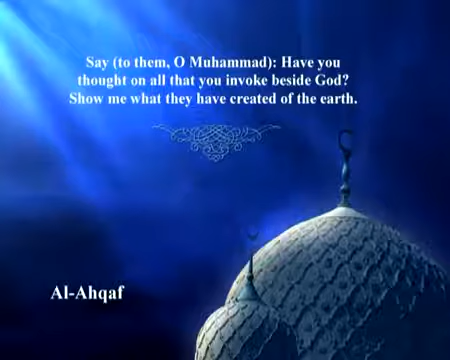 Say (to them, O Muhammad): Have you
thought on all that you invoke beside God?
Show me what they have created of the earth.
Al-Ahqaf